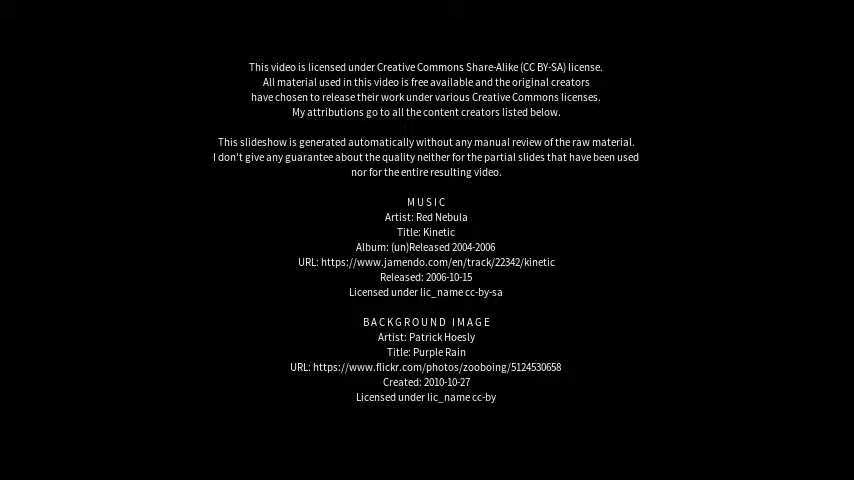 This video is licensed under Creative Commons Share-Alike (CC BY-SA) license.
All material used in this video is free available and the original creators
have chosen to release their work under various Creative Commons licenses.
My attributions go to all the content creators listed below.
This slideshow is generated automatically without any manual review of the raw material.
I don't give any guarantee about the quality neither for the partial slides that have been used
nor for the entire resulting video.
MUSIC
Artist: Red Nebula
Title: Kinetic
Album: (un)Released 2004-2006
URL: https://www.jamendo.com/en/track/22342/kinetic
Released: 2006-10-15
Licensed under lic_name cc-by-sa
BACKGROUND IMAGE
Artist: Patrick Hoesly
Title: Purple Rain
URL: https://www.flickr.com/photos/zooboing/5124530658
Created: 2010-10-27
Licensed under lic_name cc-by